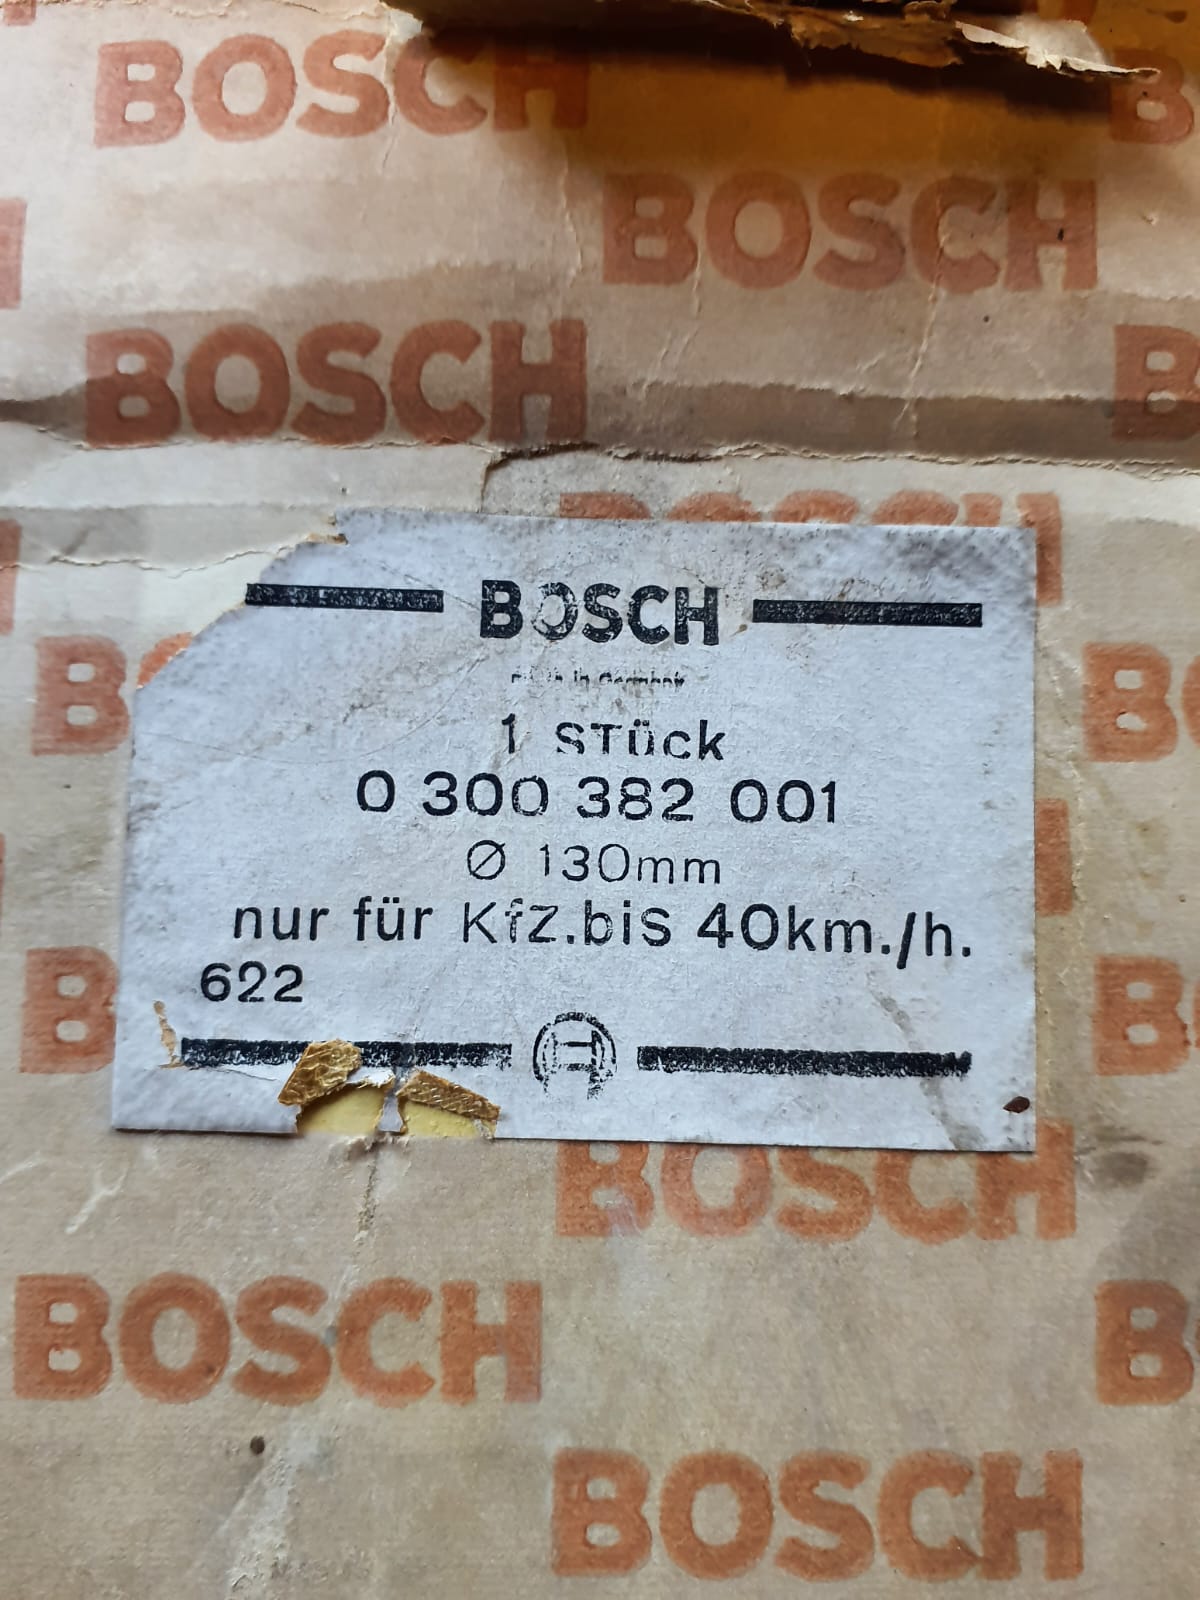 BOSCH
BOSCH
BOSCH
BOSCH
BOSCH
1 STück
0 300 382 001
Ø 130mm
nur für Kfz.bis 40km./h.
622
BOSCH
BOSCH
BOSCH